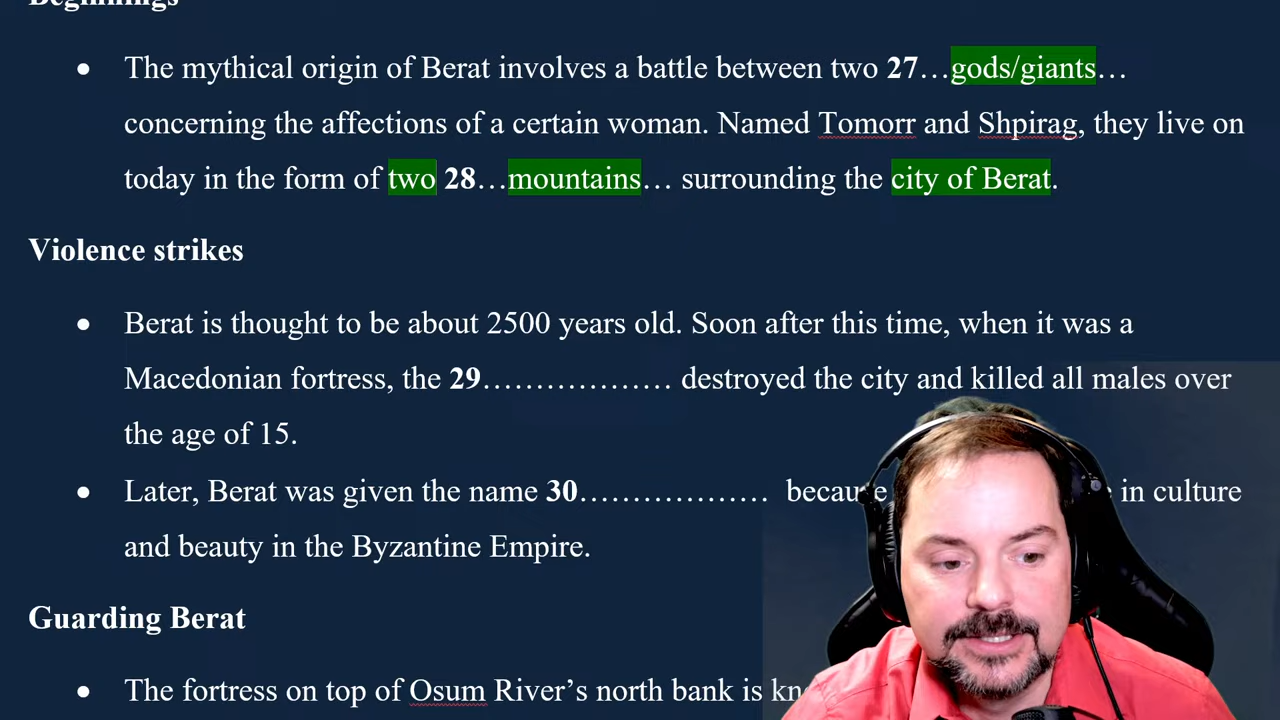 Beginnings
• The mythical origin of Berat involves a battle between two 27…gods/giants…
concerning the affections of a certain woman. Named Tomorr and Shpirag, they live on
today in the form of two 28…mountains… surrounding the city of Berat.
Violence strikes
• Berat is thought to be about 2500 years old. Soon after this time, when it was a
Macedonian fortress, the 29……………… destroyed the city and killed all males over
the age of 15.
• Later, Berat was given the name 30……………… because in culture
and beauty in the Byzantine Empire.
Guarding Berat
• The fortress on top of Osum River’s north bank is